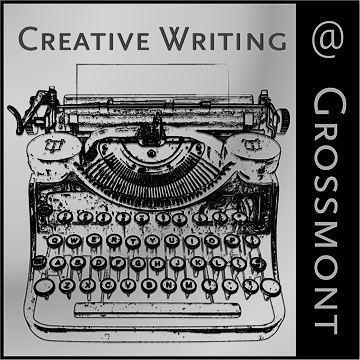 CREATIVE WRITING
@ GROSSMONT
Q W E R T Y U I O P
A S D F G H J K L
Z X C V B N M